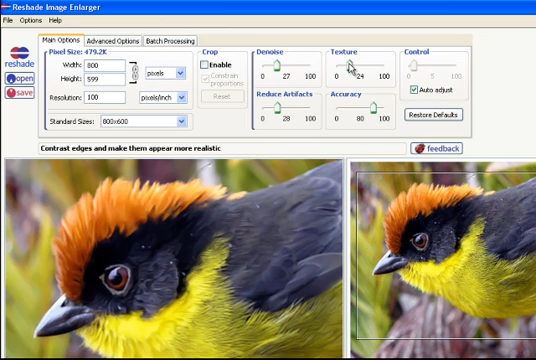 Reshade Image Enlarger
File Options Help
Main Options Advanced Options Batch Processing
Pixel Size: 479.2K Crop Denoise Texture Control
reshade
Width: 800 pixels Enable
Height: 599 Constrain proportions
0 27 100 0 24 100 0 5 100
open
save
Resolution: 100 pixels/inch Reset
Reduce Artifacts Accuracy Auto adjust
Standard Sizes: 800x600
0 28 100 0 80 100 Restore Defaults
Contrast edges and make them appear more realistic feedback